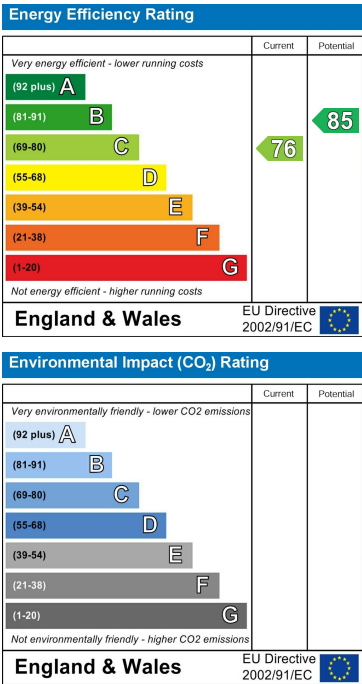 Energy Efficiency Rating
Current Potential
Very energy efficient - lower running costs
(92 plus) A
(81-91) B
(69-80) C
(55-68) D
(39-54) E
(21-38) F
(1-20) G
76
85
Not energy efficient - higher running costs
England & Wales
EU Directive
2002/91/EC
Environmental Impact (CO₂) Rating
Current Potential
Very environmentally friendly - lower CO2 emissions
(92 plus) A
(81-91) B
(69-80) C
(55-68) D
(39-54) E
(21-38) F
(1-20) G
Not environmentally friendly - higher CO2 emissions
England & Wales
EU Directive
2002/91/EC